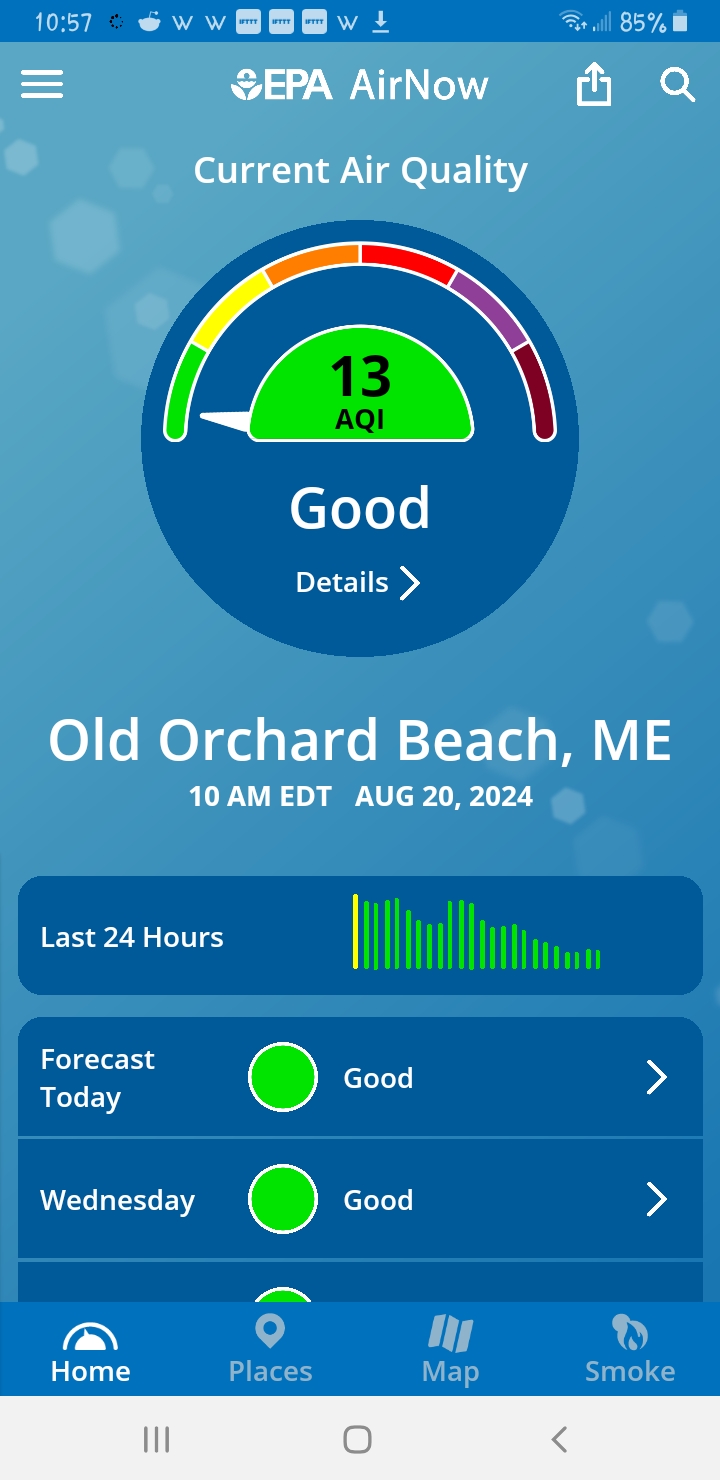 10:57 W W IFTTT IFTTT IFTTT W 85%
EPA AirNow
Current Air Quality
13
AQI
Good
Details
Old Orchard Beach, ME
10 AM EDT AUG 20, 2024
Last 24 Hours
Forecast
Today
Good
Wednesday
Good
Home
Places
Map
Smoke